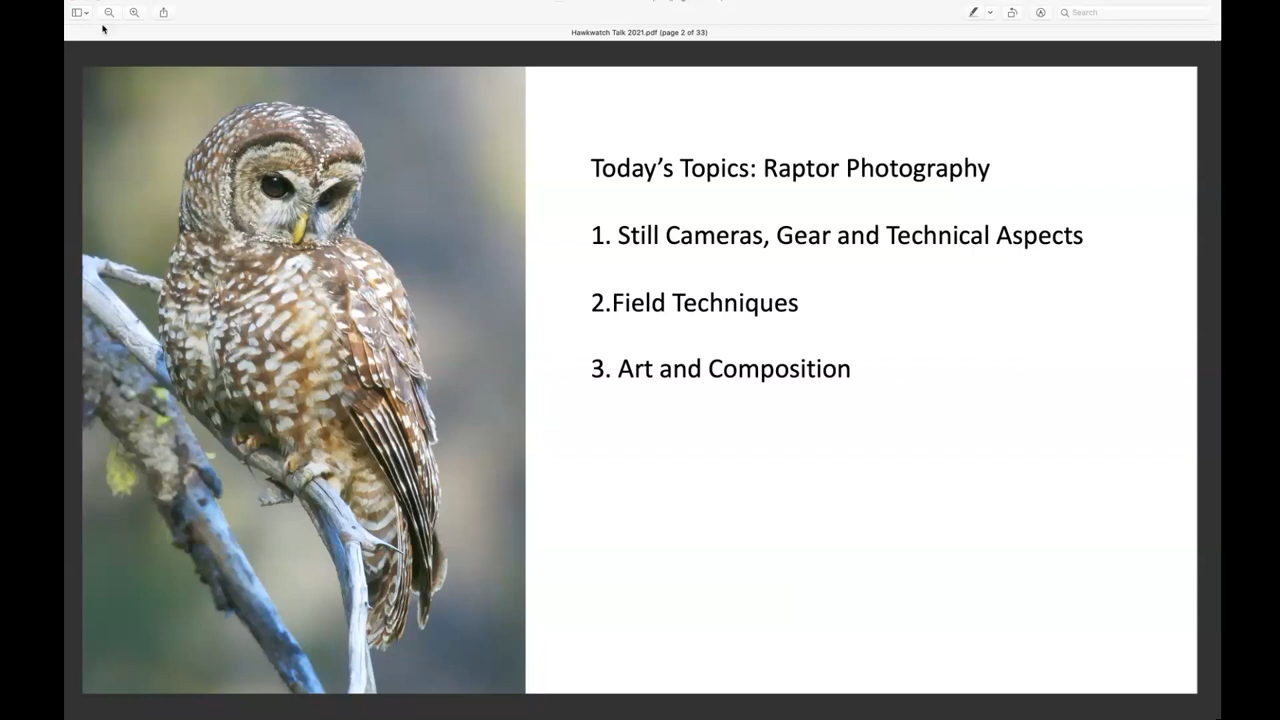 Search
Hawkwatch Talk 2021.pdf (page 2 of 33)
Today’s Topics: Raptor Photography
1. Still Cameras, Gear and Technical Aspects
2.Field Techniques
3. Art and Composition